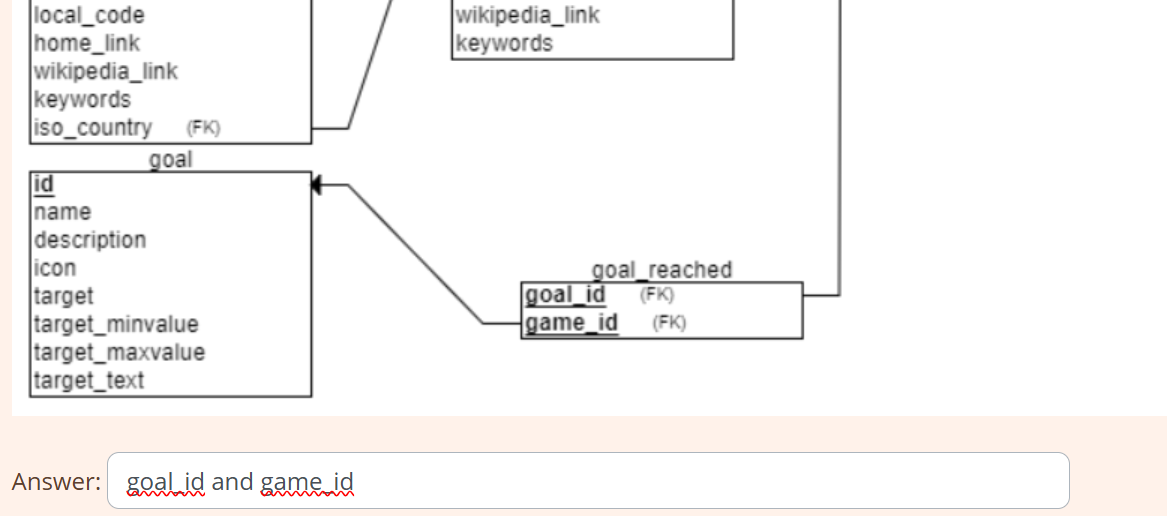 local_code
home_link
wikipedia_link
keywords
iso_country (FK)
wikipedia_link
keywords
goal
id
name
description
icon
target
target_minvalue
target_maxvalue
target_text
goal_reached
goal_id (FK)
game_id (FK)
Answer: goal_id and game_id